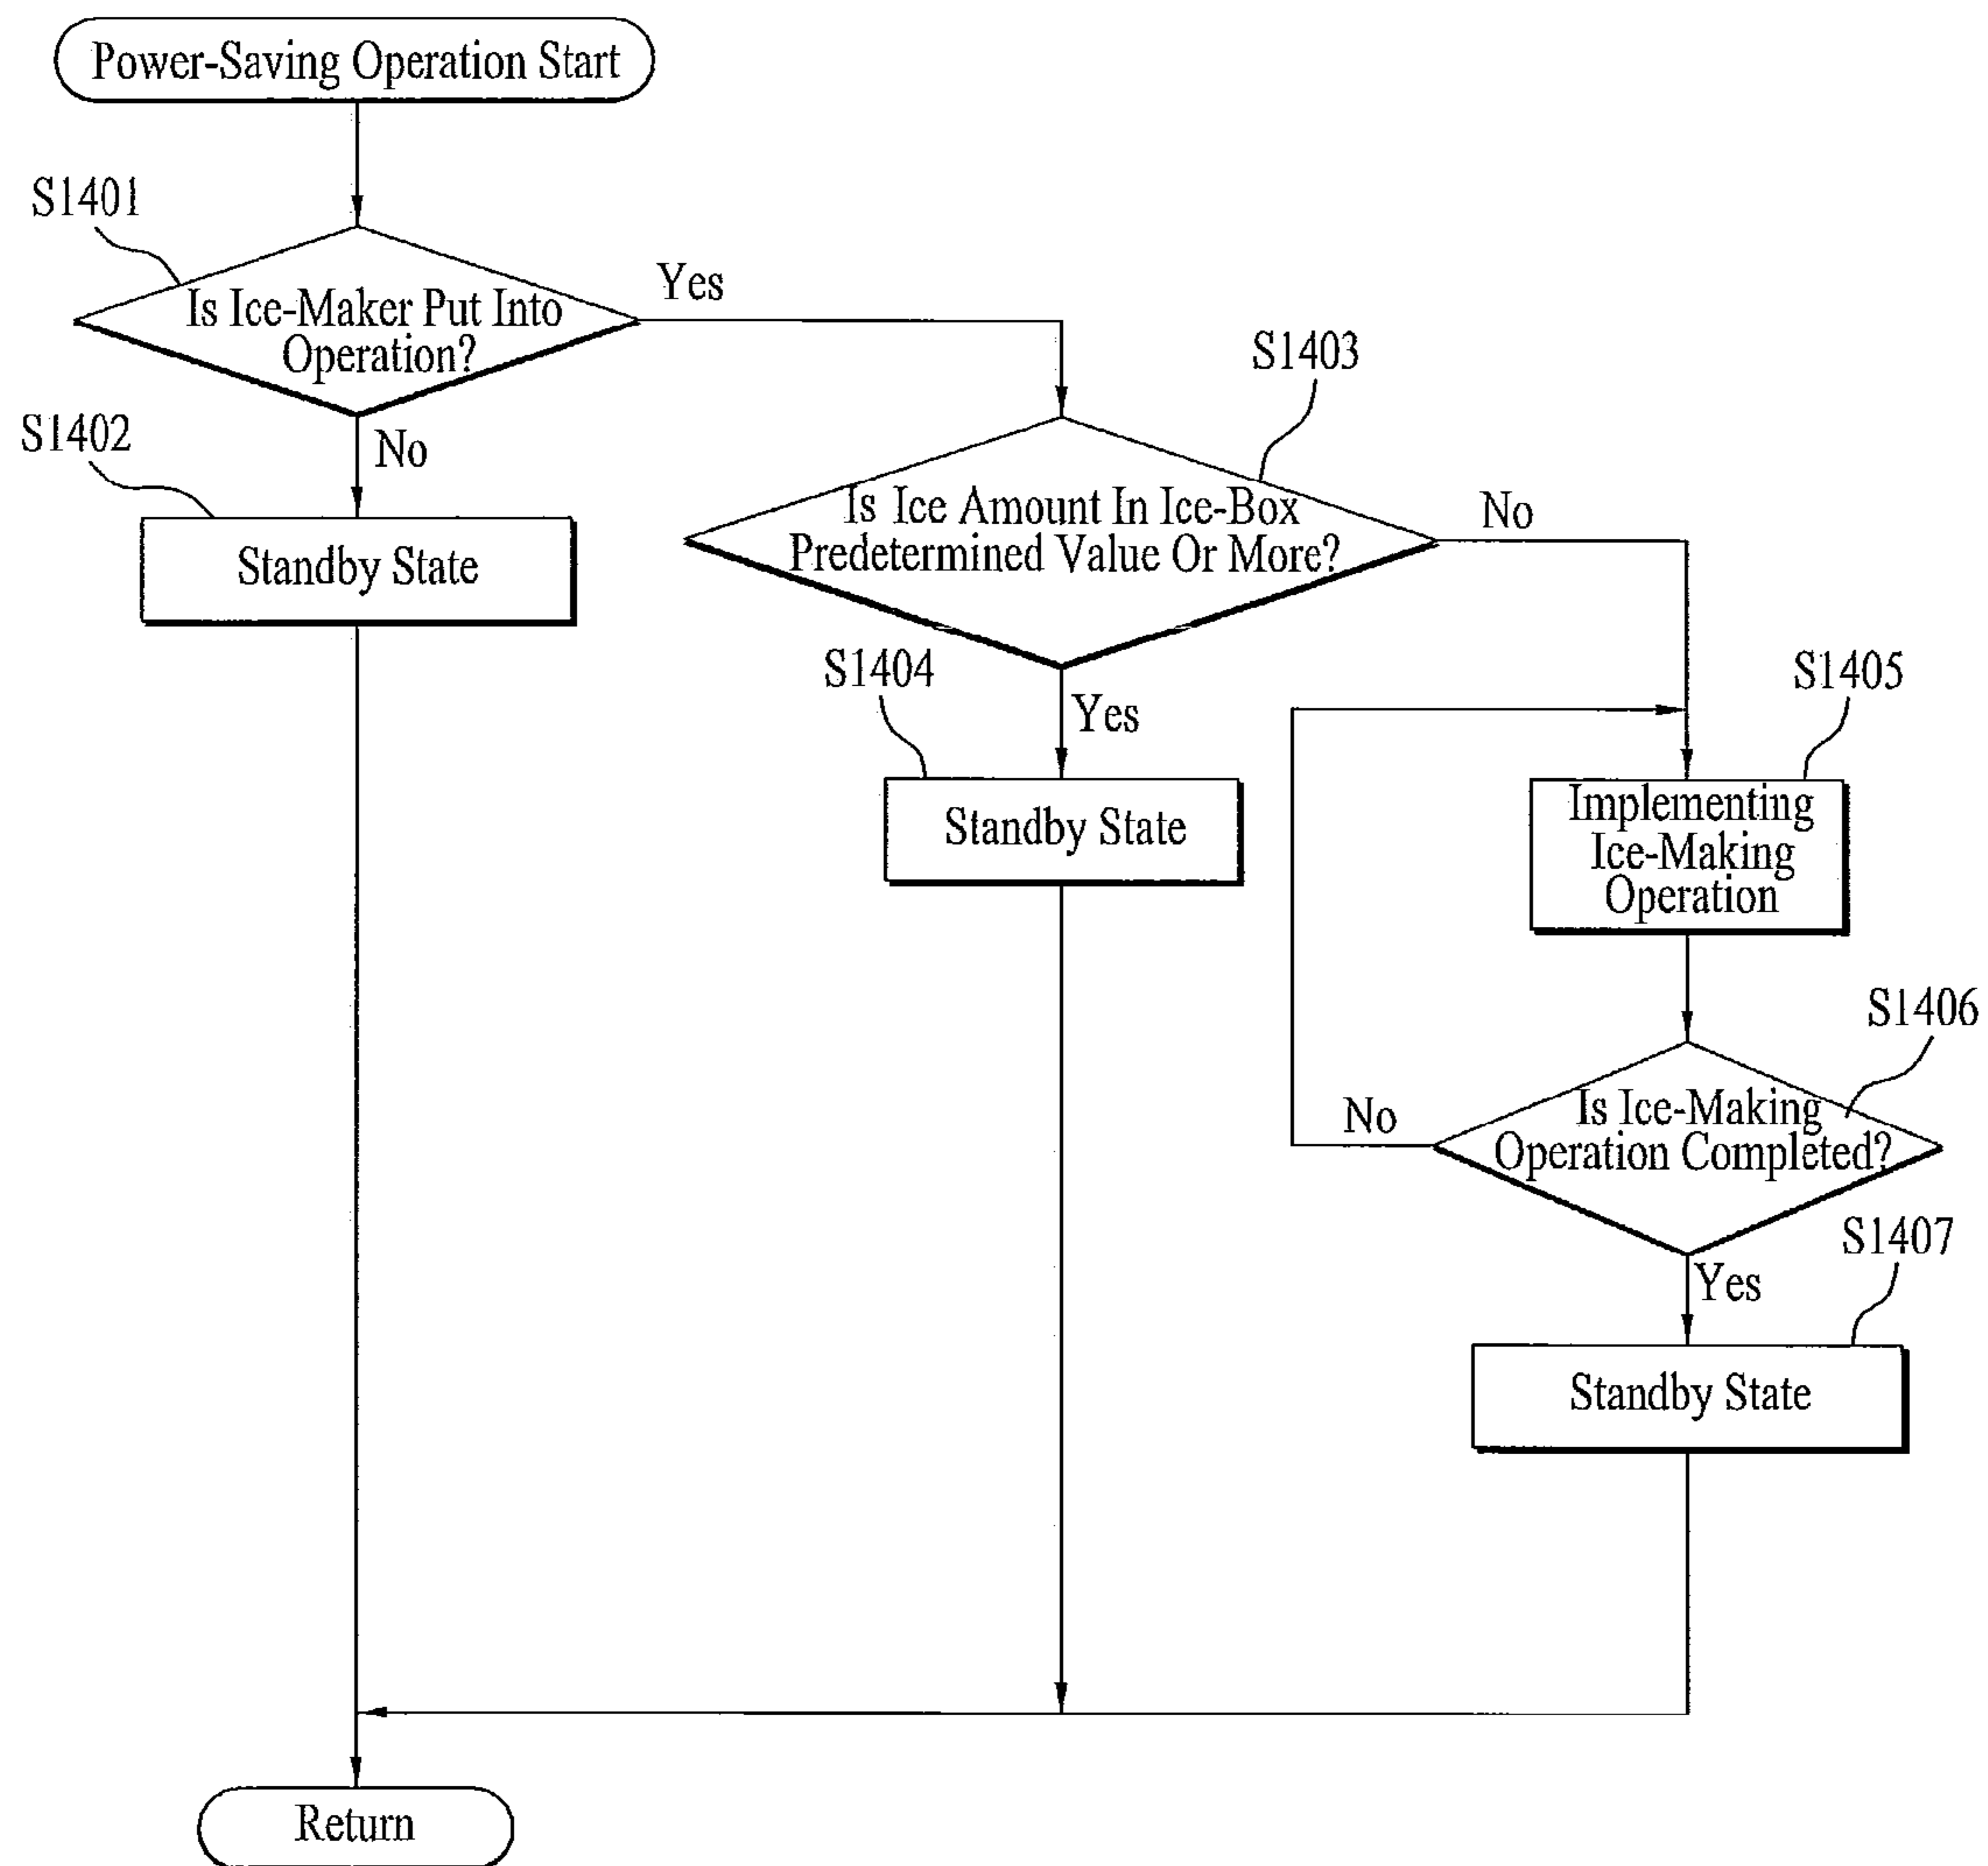 Power-Saving Operation Start
S1401
Is Ice-Maker Put Into
Operation?
Yes
No
S1402
Standby State
S1403
Is Ice Amount In Ice-Box
Predetermined Value Or More?
No
Yes
S1404
Standby State
S1405
Implementing
Ice-Making
Operation
S1406
Is Ice-Making
Operation Completed?
No
Yes
S1407
Standby State
Return